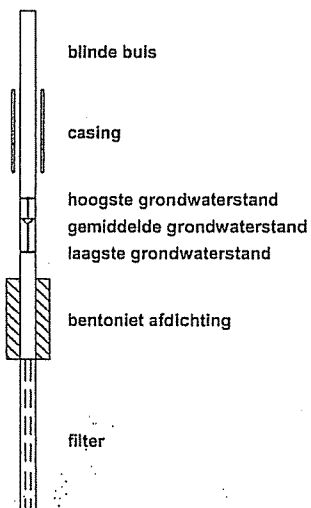 blinde buis
casing
hoogste grondwaterstand
gemiddelde grondwaterstand
laagste grondwaterstand
bentoniet afdichting
filter